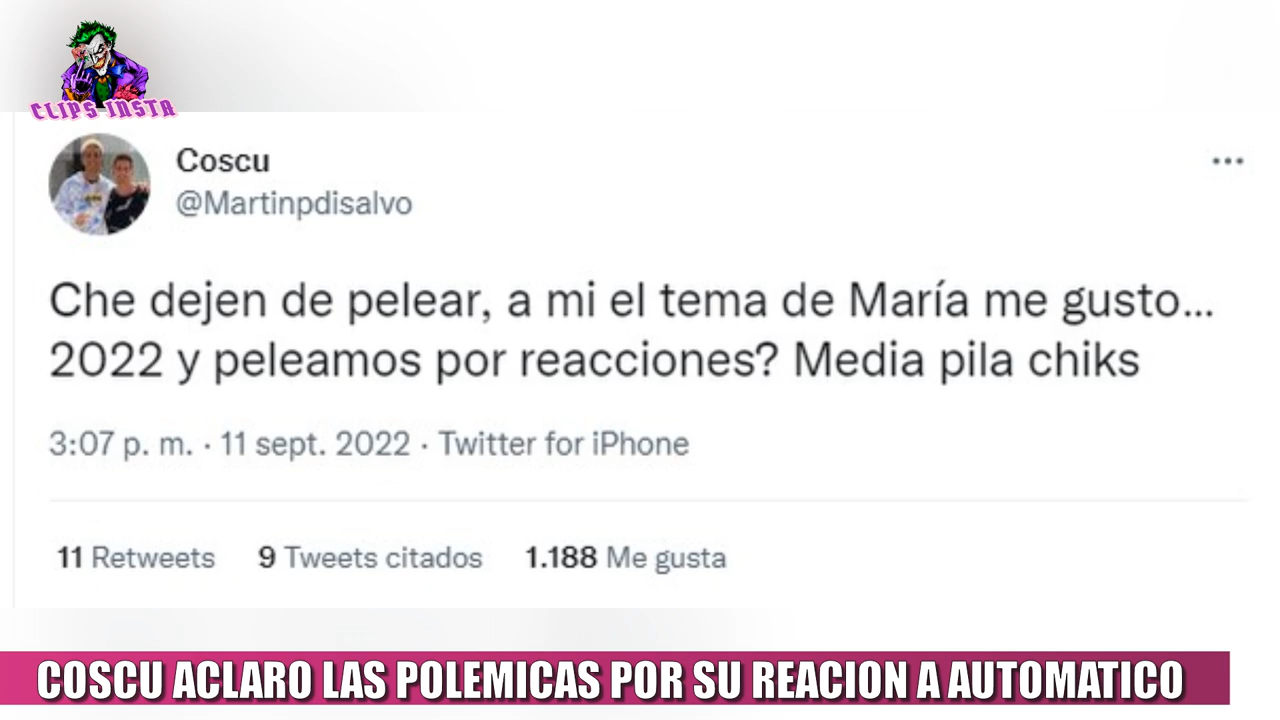 CLIPS INSTA
Coscu
@Martinpdisalvo
Che dejen de pelear, a mi el tema de María me gusto...
2022 y peleamos por reacciones? Media pila chiks
3:07 p. m. · 11 sept. 2022 · Twitter for iPhone
11 Retweets 9 Tweets citados 1.188 Me gusta
COSCU ACLARO LAS POLEMICAS POR SU REACION A AUTOMATICO